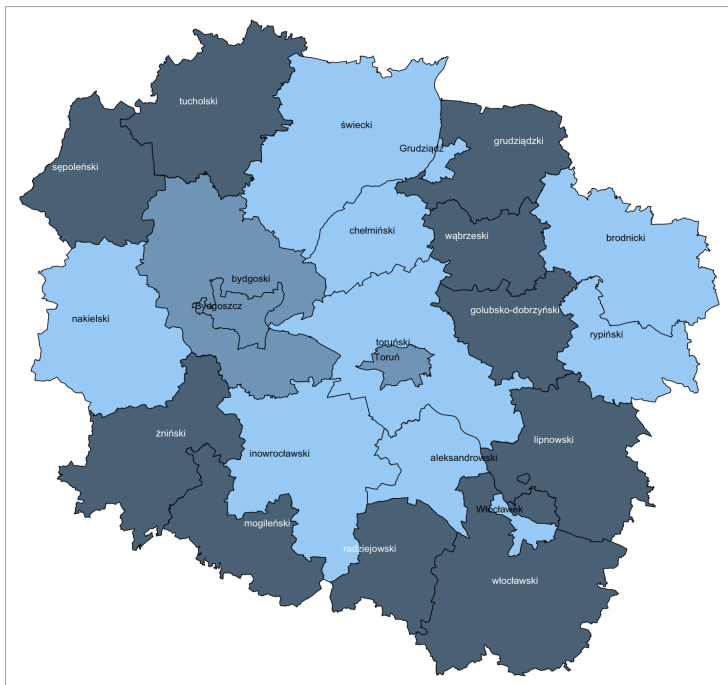 tucholski
świecki
Grudziądz
grudziądzki
sępoleński
chełmiński
wąbrzeski
brodnicki
bydgoski
Bydgoszcz
nakielski
golubsko-dobrzyński
toruński
Toruń
rypiński
żniński
inowrocławski
aleksandrowski
lipnowski
Włocławek
mogileński
radziejowski
włocławski